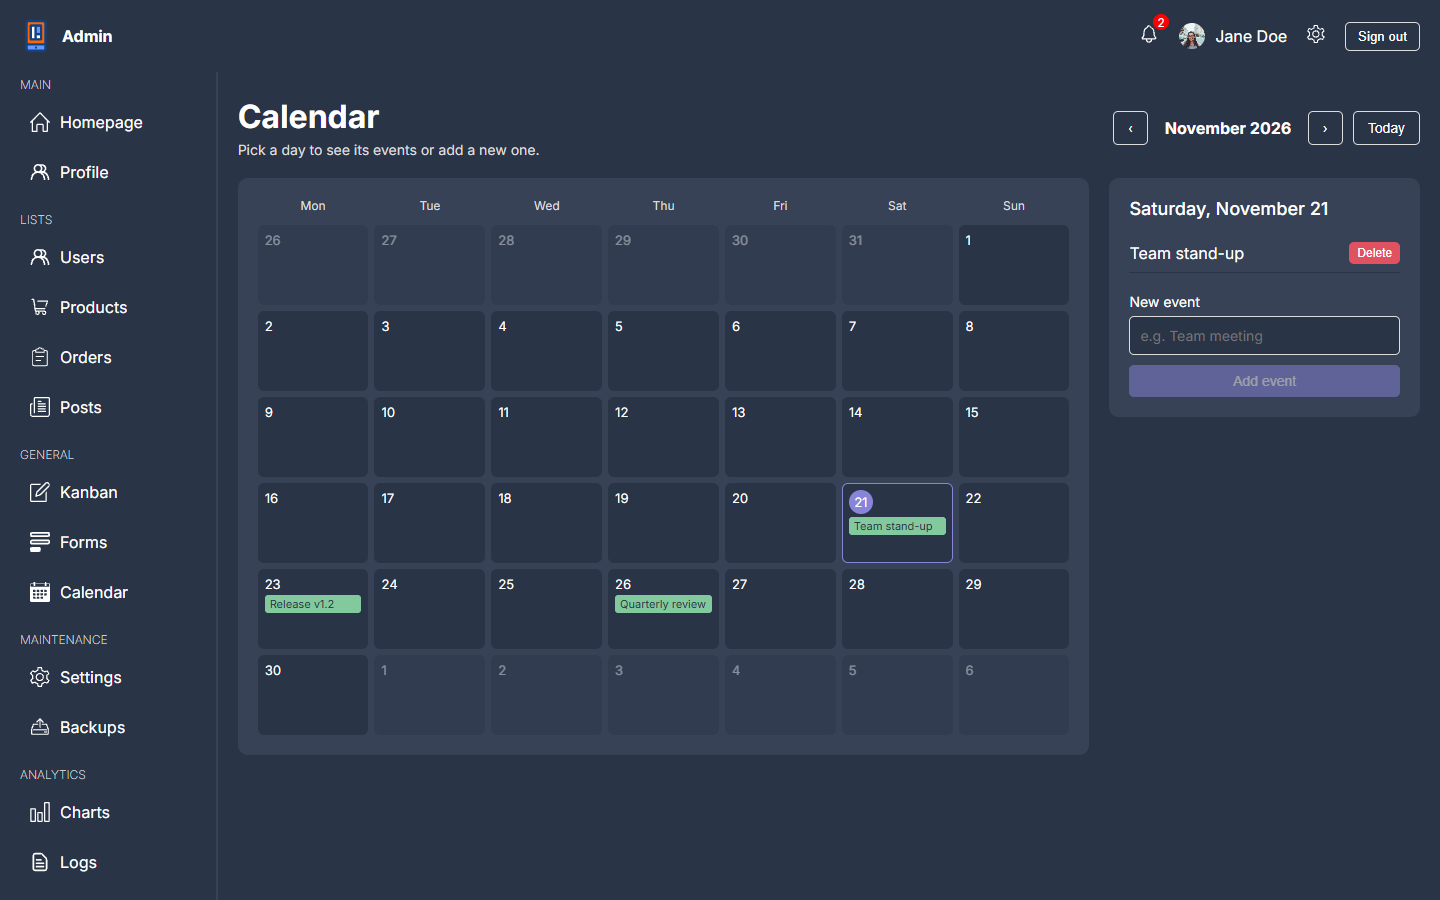 Admin
2
Jane Doe
Sign out
MAIN
Homepage
Profile
LISTS
Users
Products
Orders
Posts
GENERAL
Kanban
Forms
Calendar
MAINTENANCE
Settings
Backups
ANALYTICS
Charts
Logs
Calendar
Pick a day to see its events or add a new one.
‹ November 2026 › Today
Mon Tue Wed Thu Fri Sat Sun
26 27 28 29 30 31 1
2 3 4 5 6 7 8
9 10 11 12 13 14 15
16 17 18 19 20 21 22
Team stand-up
23 24 25 26 27 28 29
Release v1.2 Quarterly review
30 1 2 3 4 5 6
Saturday, November 21
Team stand-up Delete
New event
e.g. Team meeting
Add event